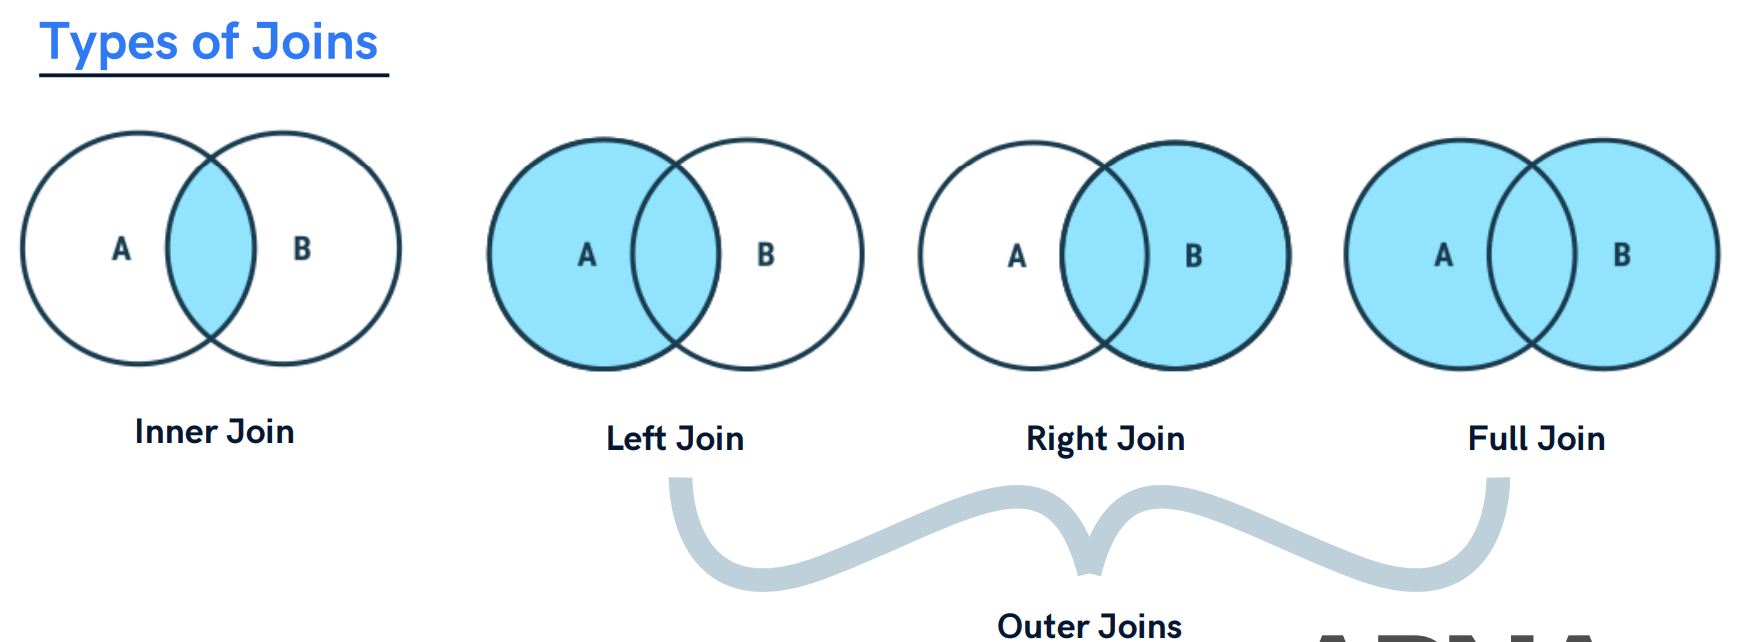 Types of Joins
A B A B A B A B
Inner Join Left Join Right Join Full Join
Outer Joins